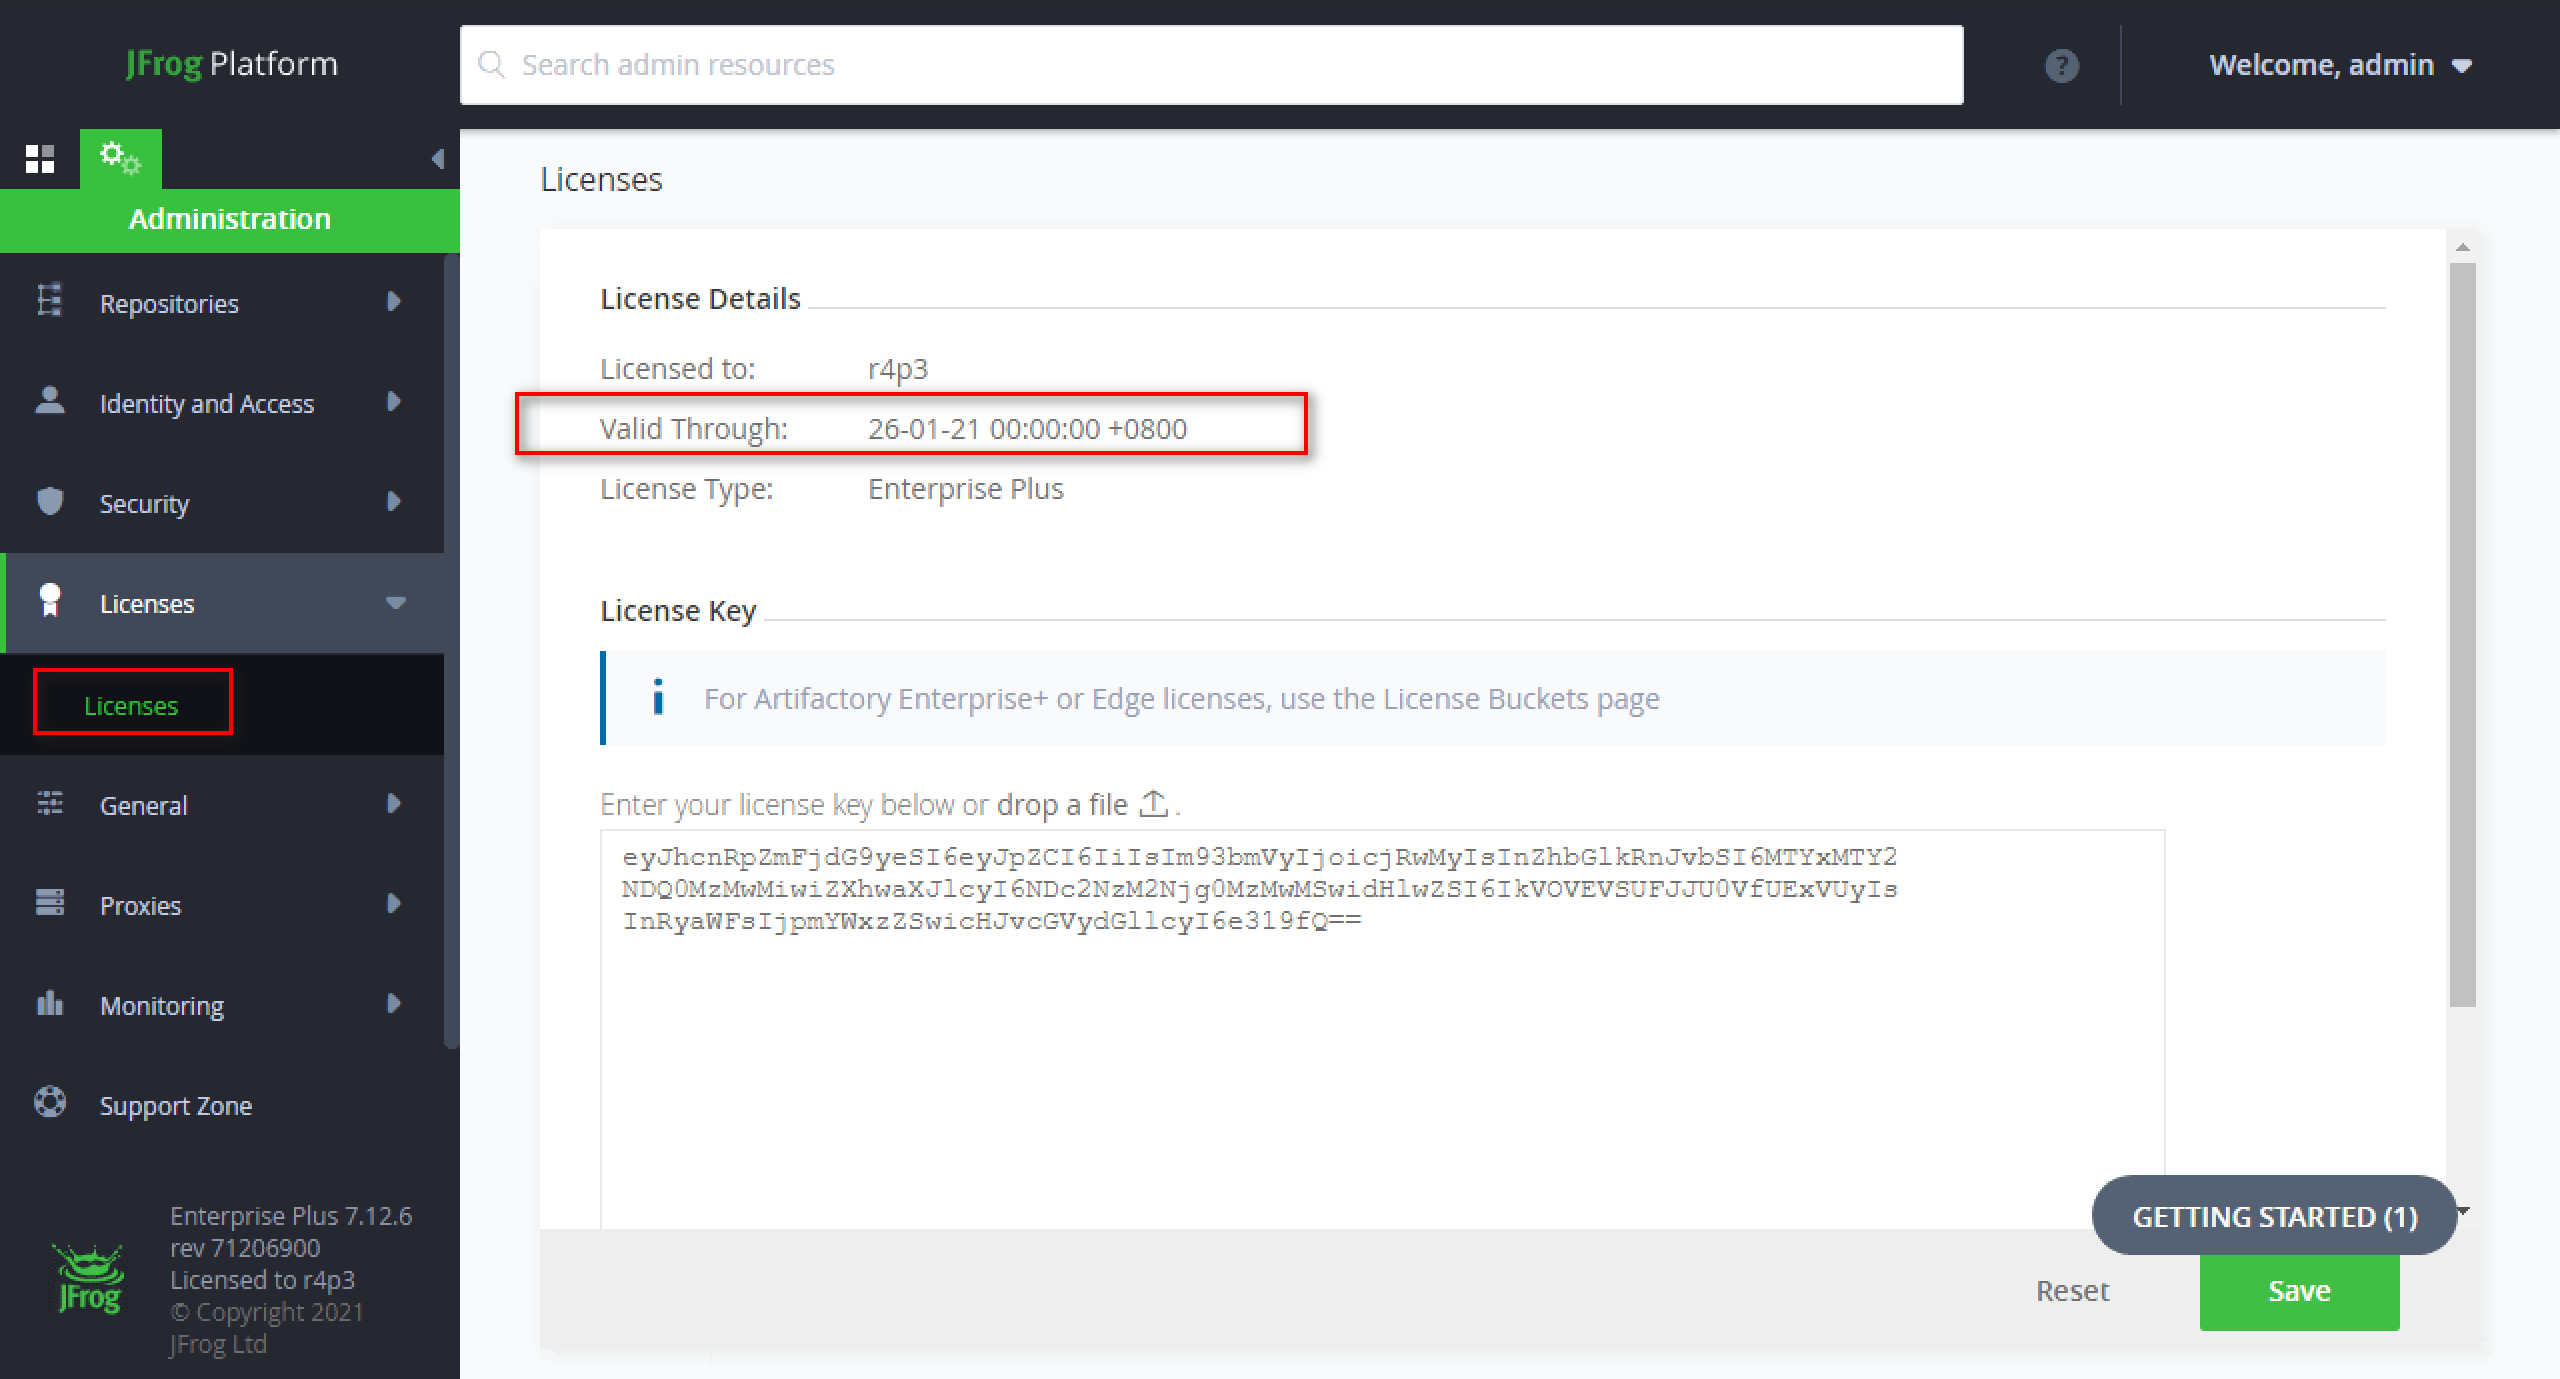 JFrog Platform
Search admin resources
?
Welcome, admin
Administration
Repositories
Identity and Access
Security
Licenses
Licenses
General
Proxies
Monitoring
Support Zone
JFrog
Enterprise Plus 7.12.6
rev 71206900
Licensed to r4p3
© Copyright 2021
JFrog Ltd
Licenses
License Details
Licensed to: r4p3
Valid Through: 26-01-21 00:00:00 +0800
License Type: Enterprise Plus
License Key
i For Artifactory Enterprise+ or Edge licenses, use the License Buckets page
Enter your license key below or drop a file .
eyJhcnRpZmFjdG9yeSI6eyJpZCI6IiIsIm93bmVyIjoicjRwMyIsInZhbGlkRnJvbSI6MTYxMTY2
NDQ0MzMwMiwiZXhwaXJlcyI6NDc2NzM2Njg0MzMwMSwidHlwZSI6IkVOVEVSUFJJU0VfUExVUyIs
InRyaWFsIjpmYWxzZSwicHJvcGVydGllcyI6e319fQ==
GETTING STARTED (1)
Reset
Save